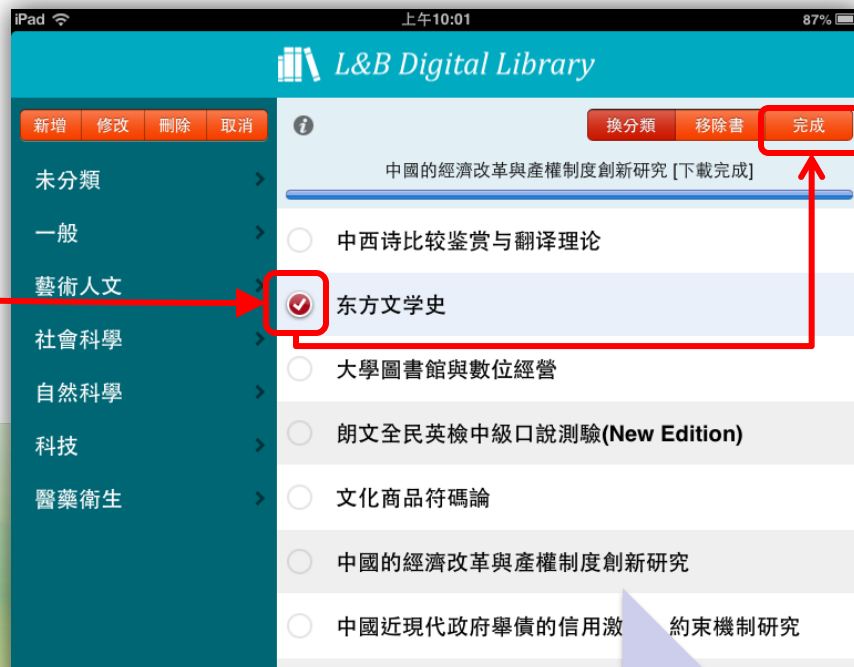 iPad 上午10:01 87%
L&B Digital Library
新增 修改 刪除 取消
換分類 移除書 完成
中國的經濟改革與產權制度創新研究 [下載完成]
未分類
一般
藝術人文
社會科學
自然科學
科技
醫藥衛生
中西诗比较鉴赏与翻译理论
东方文学史
大學圖書館與數位經營
朗文全民英檢中級口說測驗(New Edition)
文化商品符碼論
中國的經濟改革與產權制度創新研究
中國近現代政府舉債的信用激 約束機制研究